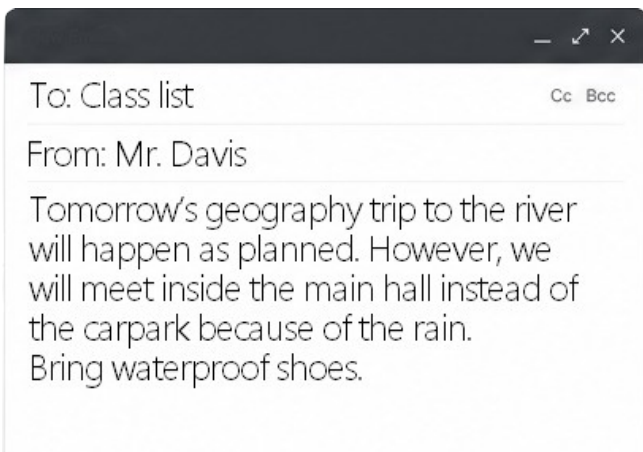 To: Class list
Cc Bcc
From: Mr. Davis
Tomorrow's geography trip to the river
will happen as planned. However, we
will meet inside the main hall instead of
the carpark because of the rain.
Bring waterproof shoes.